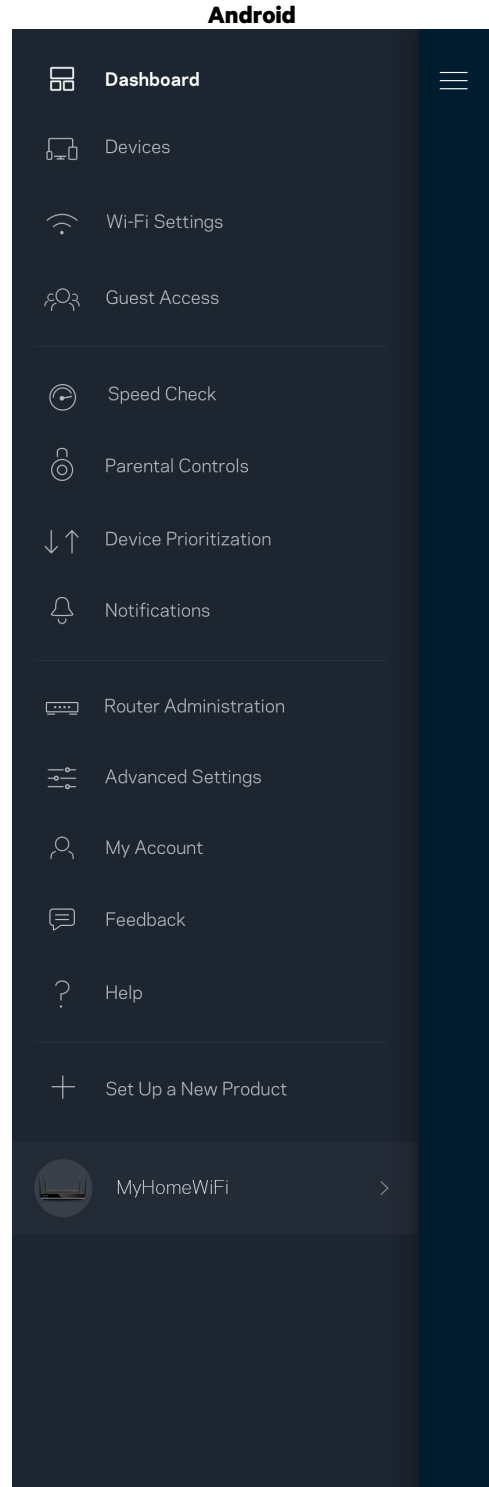 Android
Dashboard
Devices
Wi-Fi Settings
Guest Access
Speed Check
Parental Controls
Device Prioritization
Notifications
Router Administration
Advanced Settings
My Account
Feedback
Help
Set Up a New Product
MyHomeWiFi